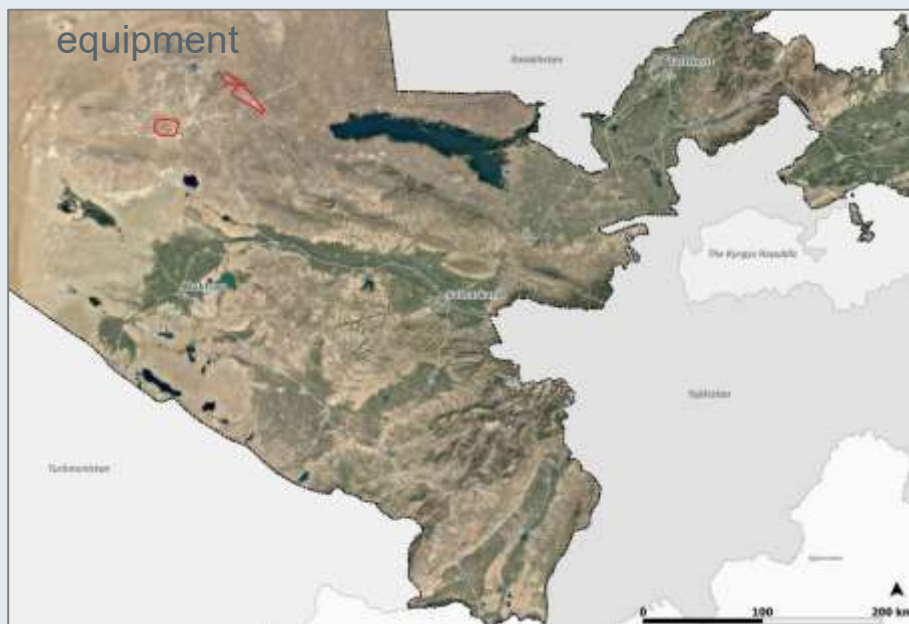 equipment
Kazakhstan
Tashkent
The Kyrgyz Republic
Bukhara
Samarkand
Tajikistan
Turkmenistan
0 100 200 km